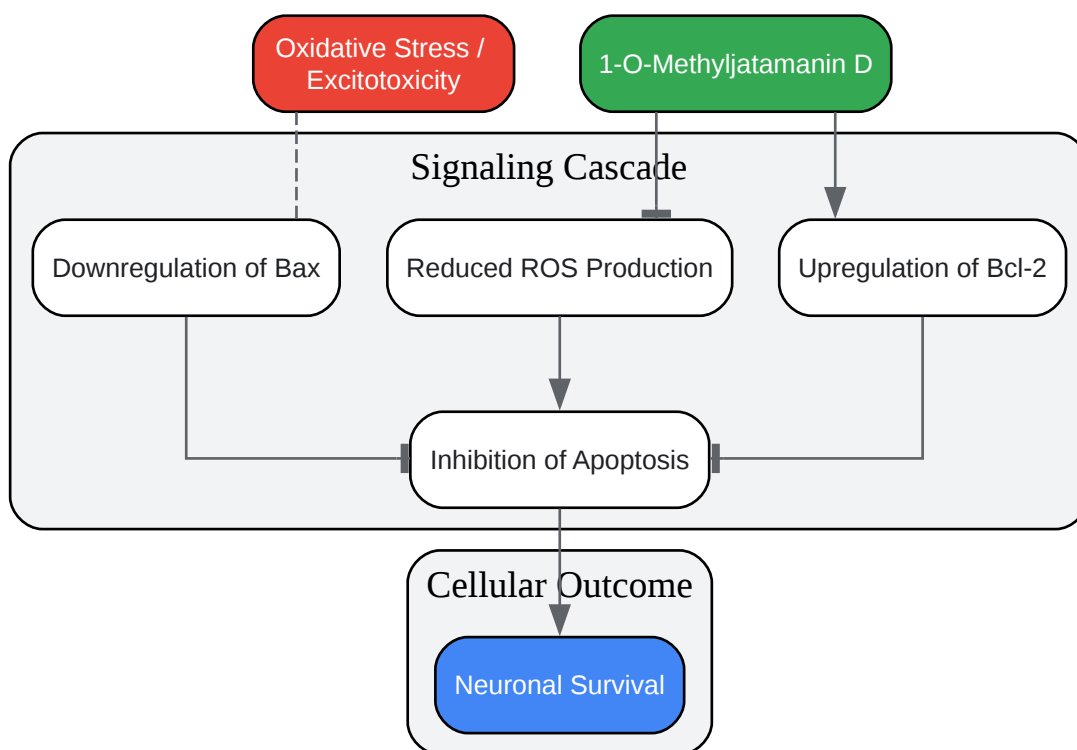 Oxidative Stress /
Excitotoxicity
1-O-Methyljatamanin D
Signaling Cascade
Downregulation of Bax
Reduced ROS Production
Upregulation of Bcl-2
Inhibition of Apoptosis
Cellular Outcome
Neuronal Survival